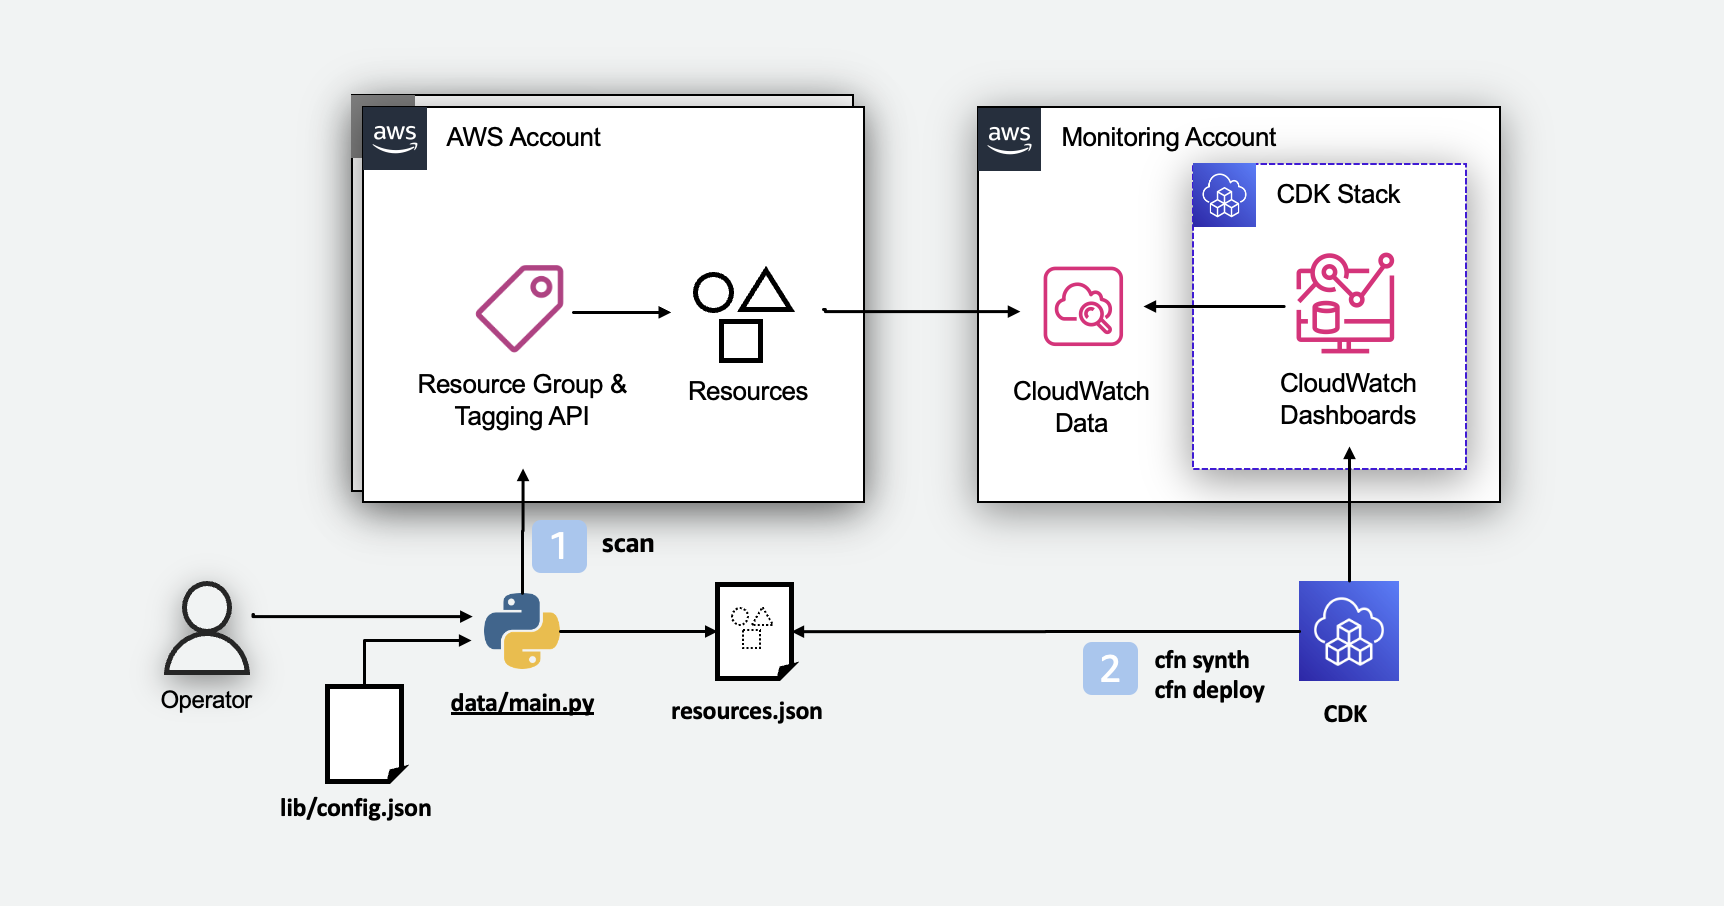 aws
AWS Account
aws
Monitoring Account
CDK Stack
Resource Group &
Tagging API
Resources
CloudWatch
Data
CloudWatch
Dashboards
1
scan
Operator
data/main.py
resources.json
2
cfn synth
cfn deploy
CDK
lib/config.json